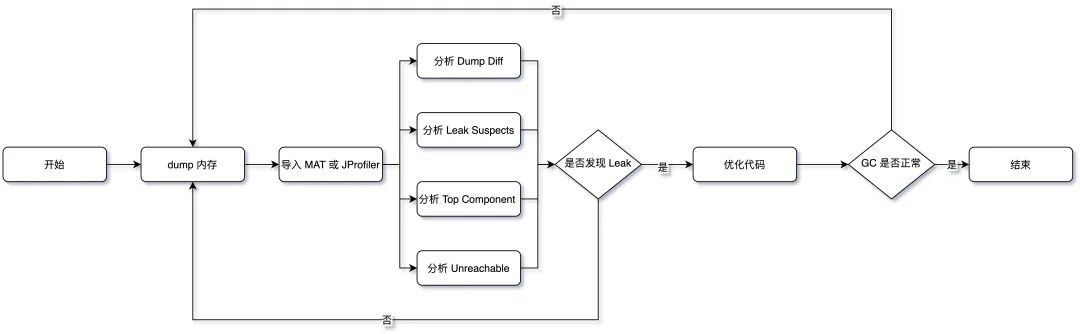 否
开始
dump 内存
导入 MAT 或 JProfiler
分析 Dump Diff
分析 Leak Suspects
分析 Top Component
分析 Unreachable
是否发现 Leak
是
优化代码
GC 是否正常
是
结束
否